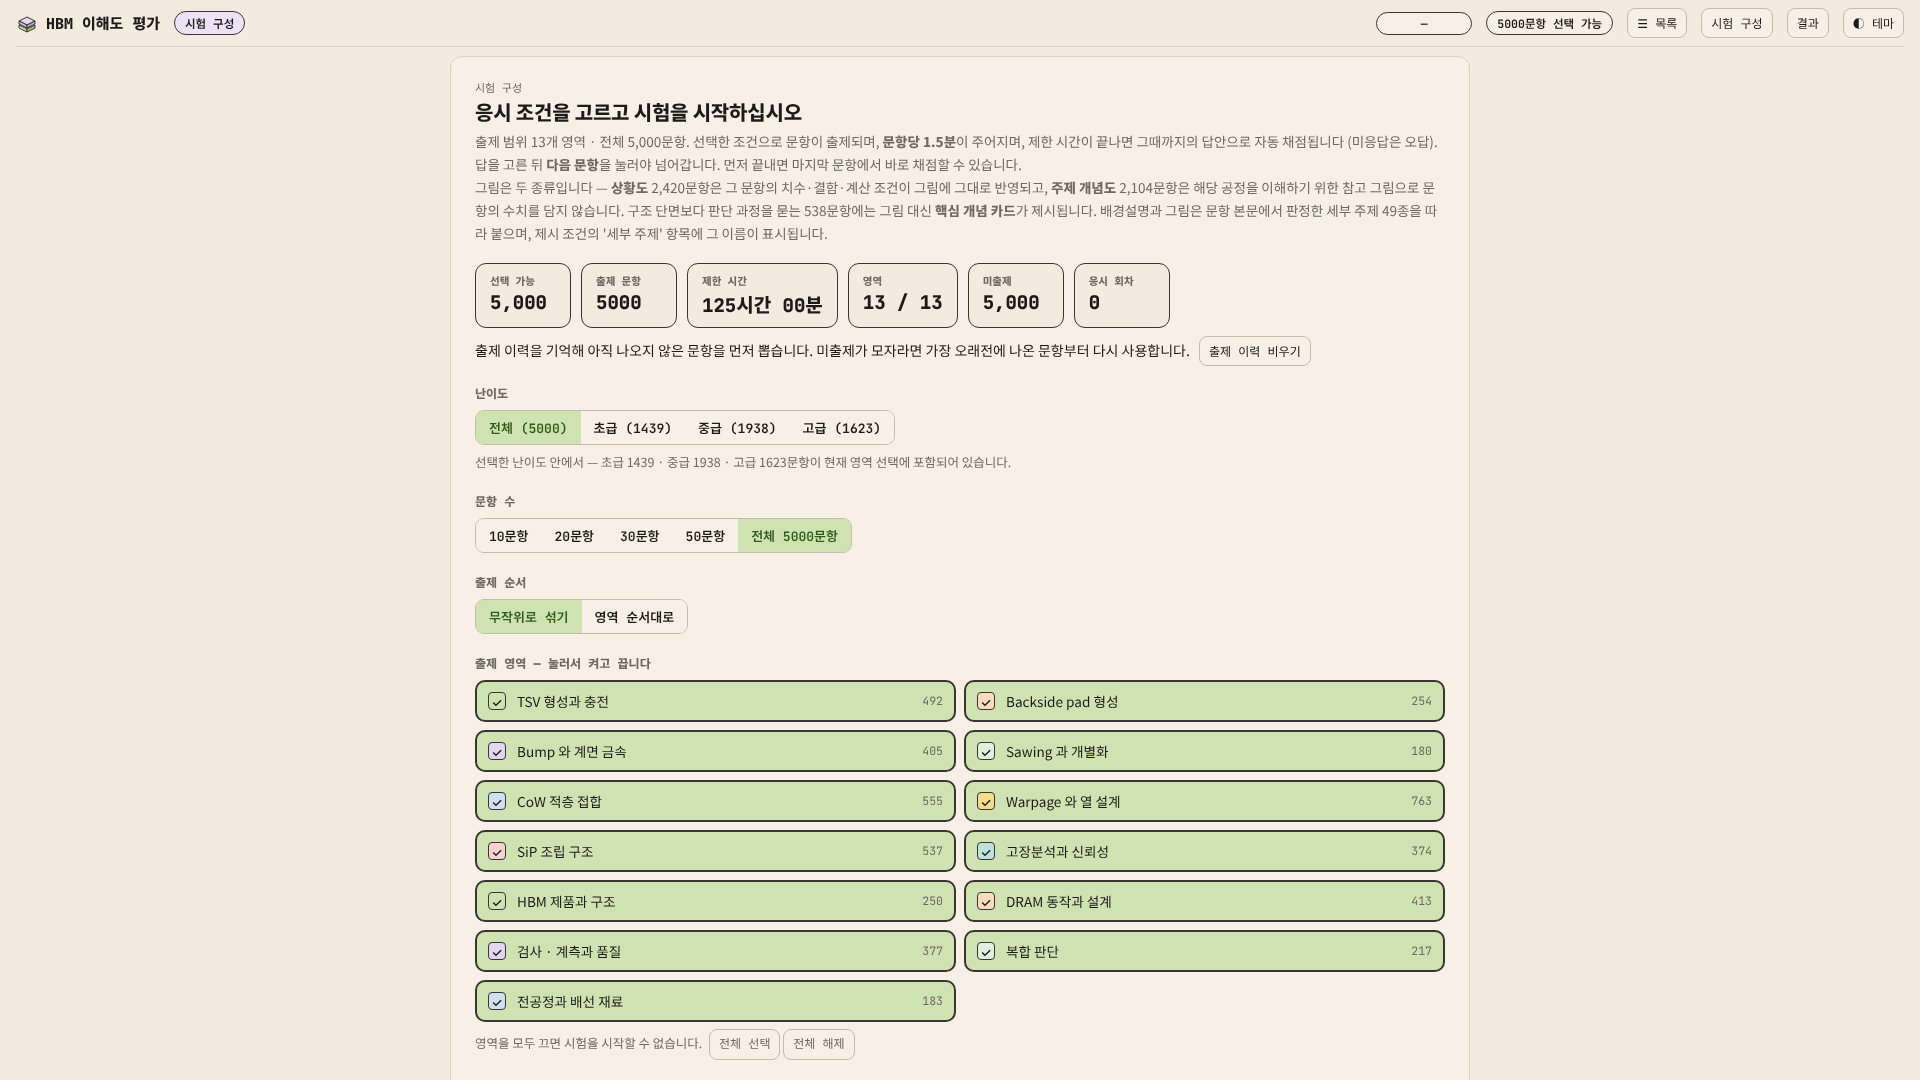 HBM 이해도 평가 시험 구성 – 5000문항 선택 가능 ☰ 목록 시험 구성 결과 ◐ 테마
시험 구성
응시 조건을 고르고 시험을 시작하십시오
출제 범위 13개 영역 · 전체 5,000문항. 선택한 조건으로 문항이 출제되며, 문항당 1.5분이 주어지며, 제한 시간이 끝나면 그때까지의 답안으로 자동 채점됩니다 (미응답은 오답).
답을 고른 뒤 다음 문항을 눌러야 넘어갑니다. 먼저 끝내면 마지막 문항에서 바로 채점할 수 있습니다.
그림은 두 종류입니다 — 상황도 2,420문항은 그 문항의 치수·결함·계산 조건이 그림에 그대로 반영되고, 주제 개념도 2,104문항은 해당 공정을 이해하기 위한 참고 그림으로 문
항의 수치를 담지 않습니다. 구조 단면보다 판단 과정을 묻는 538문항에는 그림 대신 핵심 개념 카드가 제시됩니다. 배경설명과 그림은 문항 본문에서 판정한 세부 주제 49종을 따
라 붙으며, 제시 조건의 '세부 주제' 항목에 그 이름이 표시됩니다.
선택 가능 출제 문항 제한 시간 영역 미출제 응시 회차
5,000 5000 125시간 00분 13 / 13 5,000 0
출제 이력을 기억해 아직 나오지 않은 문항을 먼저 뽑습니다. 미출제가 모자라면 가장 오래전에 나온 문항부터 다시 사용합니다. 출제 이력 비우기
난이도
전체 (5000) 초급 (1439) 중급 (1938) 고급 (1623)
선택한 난이도 안에서 — 초급 1439 · 중급 1938 · 고급 1623문항이 현재 영역 선택에 포함되어 있습니다.
문항 수
10문항 20문항 30문항 50문항 전체 5000문항
출제 순서
무작위로 섞기 영역 순서대로
출제 영역 – 눌러서 켜고 끕니다
TSV 형성과 충전 492 Backside pad 형성 254
Bump 와 계면 금속 405 Sawing 과 개별화 180
CoW 적층 접합 555 Warpage 와 열 설계 763
SiP 조립 구조 537 고장분석과 신뢰성 374
HBM 제품과 구조 250 DRAM 동작과 설계 413
검사 · 계측과 품질 377 복합 판단 217
전공정과 배선 재료 183
영역을 모두 끄면 시험을 시작할 수 없습니다. 전체 선택 전체 해제